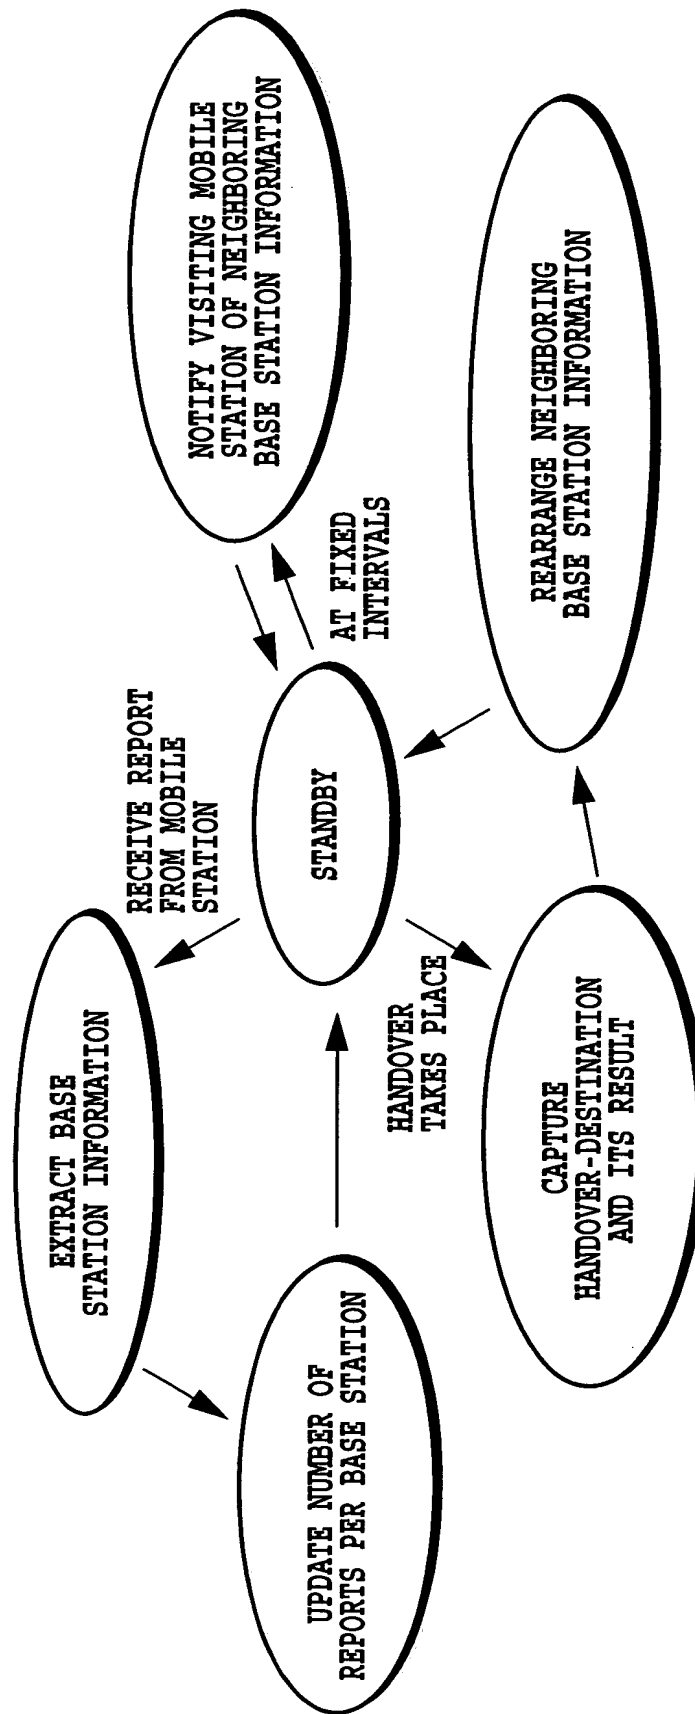 EXTRACT BASE
STATION INFORMATION
RECEIVE REPORT
FROM MOBILE
STATION
NOTIFY VISITING MOBILE
STATION OF NEIGHBORING
BASE STATION INFORMATION
UPDATE NUMBER OF
REPORTS PER BASE STATION
STANDBY
AT FIXED
INTERVALS
HANDOVER
TAKES PLACE
CAPTURE
HANDOVER-DESTINATION
AND ITS RESULT
REARRANGE NEIGHBORING
BASE STATION INFORMATION